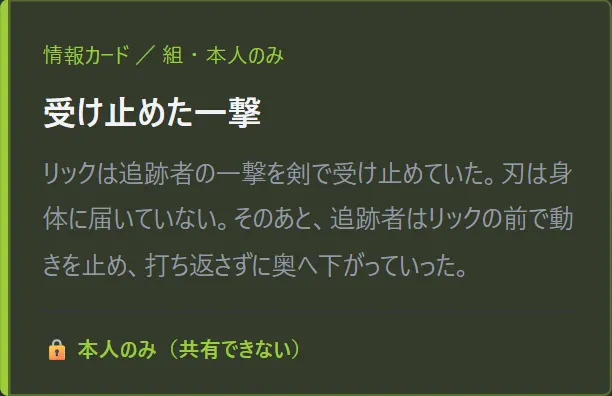 情報カード ／ 組 · 本人のみ
受け止めた一撃
リックは追跡者の一撃を剣で受け止めていた。刃は身
体に届いていない。そのあと、追跡者はリックの前で動
きを止め、打ち返さずに奥へ下がっていった。
本人のみ（共有できない）